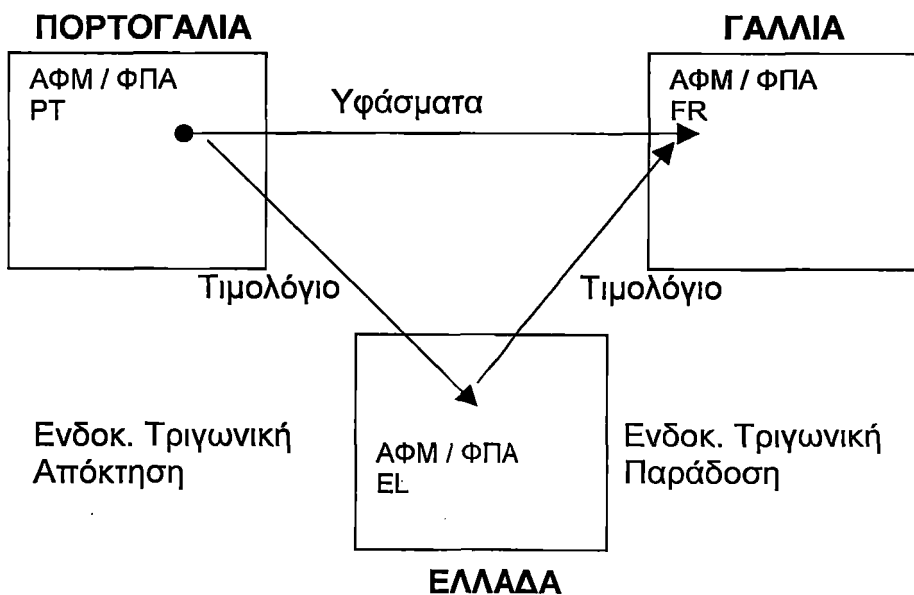 ΠΟΡΤΟΓΑΛΙΑ
ΓΑΛΛΙΑ
ΑΦΜ / ΦΠΑ
PT
Υφάσματα
ΑΦΜ / ΦΠΑ
FR
Τιμολόγιο
Τιμολόγιο
Ενδοκ. Τριγωνική
Απόκτηση
ΑΦΜ / ΦΠΑ
EL
Ενδοκ. Τριγωνική
Παράδοση
ΕΛΛΑΔΑ